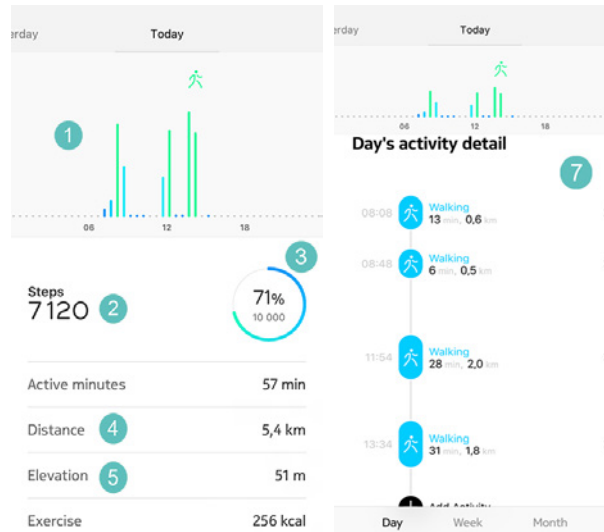 erday
Today
1
06
12
18
3
Steps
7120
2
71%
10 000
Active minutes
57 min
Distance
4
5,4 km
Elevation
5
51 m
Exercise
256 kcal
erday
Today
06
12
18
Day's activity detail
7
08:08
Walking
13 min, 0,6 km
08:48
Walking
6 min, 0,5 km
11:54
Walking
28 min, 2,0 km
13:34
Walking
31 min, 1,8 km
Add Activity
Day Week Month